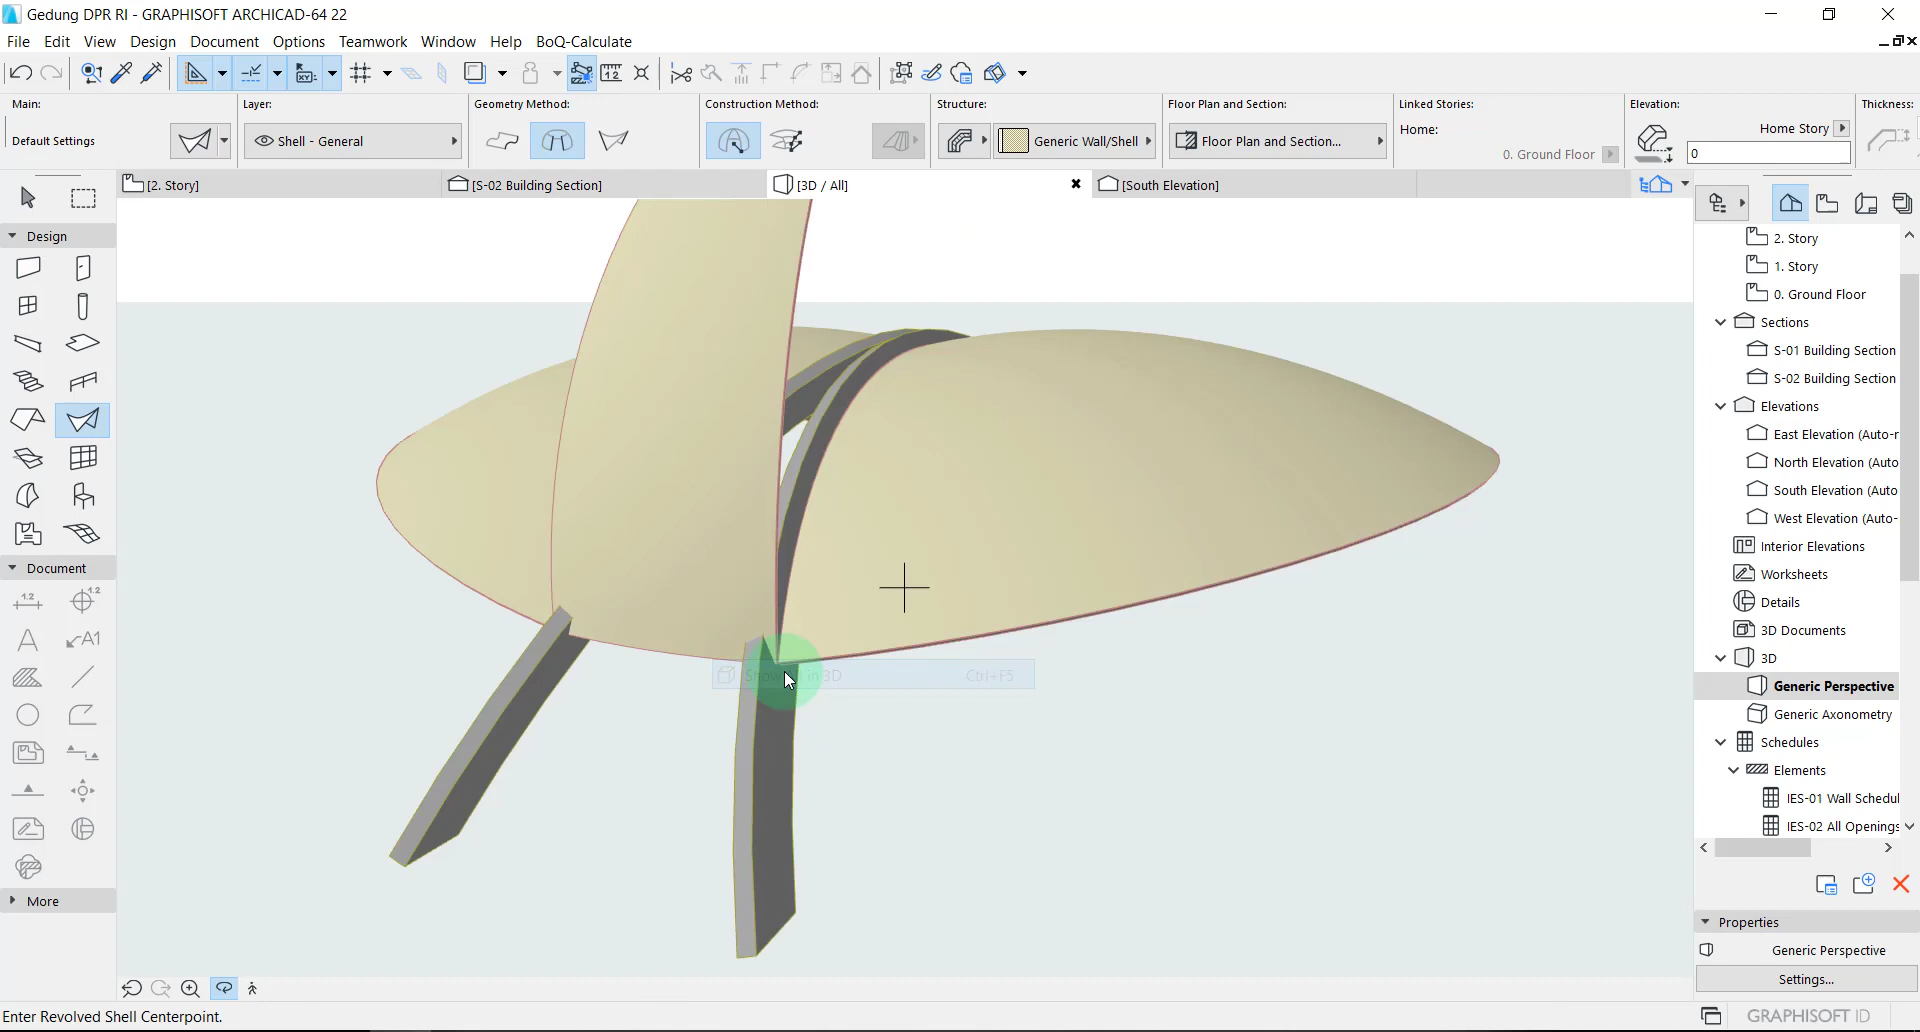 Gedung DPR RI - GRAPHISOFT ARCHICAD-64 22
File Edit View Design Document Options Teamwork Window Help BoQ-Calculate
Main:
Default Settings
Layer:
Shell - General
Geometry Method:
Construction Method:
Structure:
Generic Wall/Shell
Floor Plan and Section:
Floor Plan and Section...
Linked Stories:
Home:
0. Ground Floor
Elevation:
Home Story
0
Thickness:
[2. Story]
[S-02 Building Section]
[3D / All]
[South Elevation]
Design
Document
More
Ctrl+F5
2. Story
1. Story
0. Ground Floor
Sections
S-01 Building Section
S-02 Building Section
Elevations
East Elevation (Auto-r
North Elevation (Auto
South Elevation (Auto
West Elevation (Auto-
Interior Elevations
Worksheets
Details
3D Documents
3D
Generic Perspective
Generic Axonometry
Schedules
Elements
IES-01 Wall Schedul
IES-02 All Openings
Properties
Generic Perspective
Settings...
Enter Revolved Shell Centerpoint.
GRAPHISOFT ID